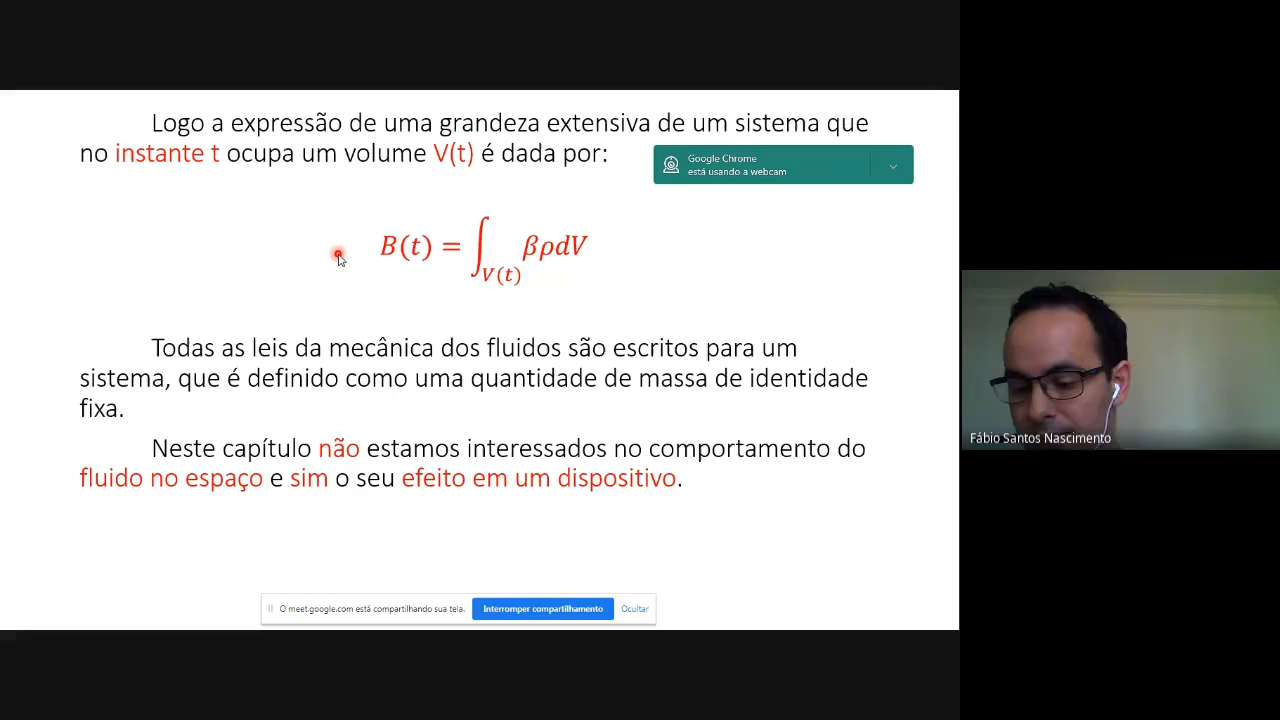 Logo a expressão de uma grandeza extensiva de um sistema que
no instante t ocupa um volume V(t) é dada por:
Google Chrome
está usando a webcam
B(t) = ∫_{V(t)} βρdV
Todas as leis da mecânica dos fluidos são escritos para um
sistema, que é definido como uma quantidade de massa de identidade
fixa.
Neste capítulo não estamos interessados no comportamento do
fluido no espaço e sim o seu efeito em um dispositivo.
O meet.google.com está compartilhando sua tela.
Interromper compartilhamento
Ocultar
Fábio Santos Nascimento